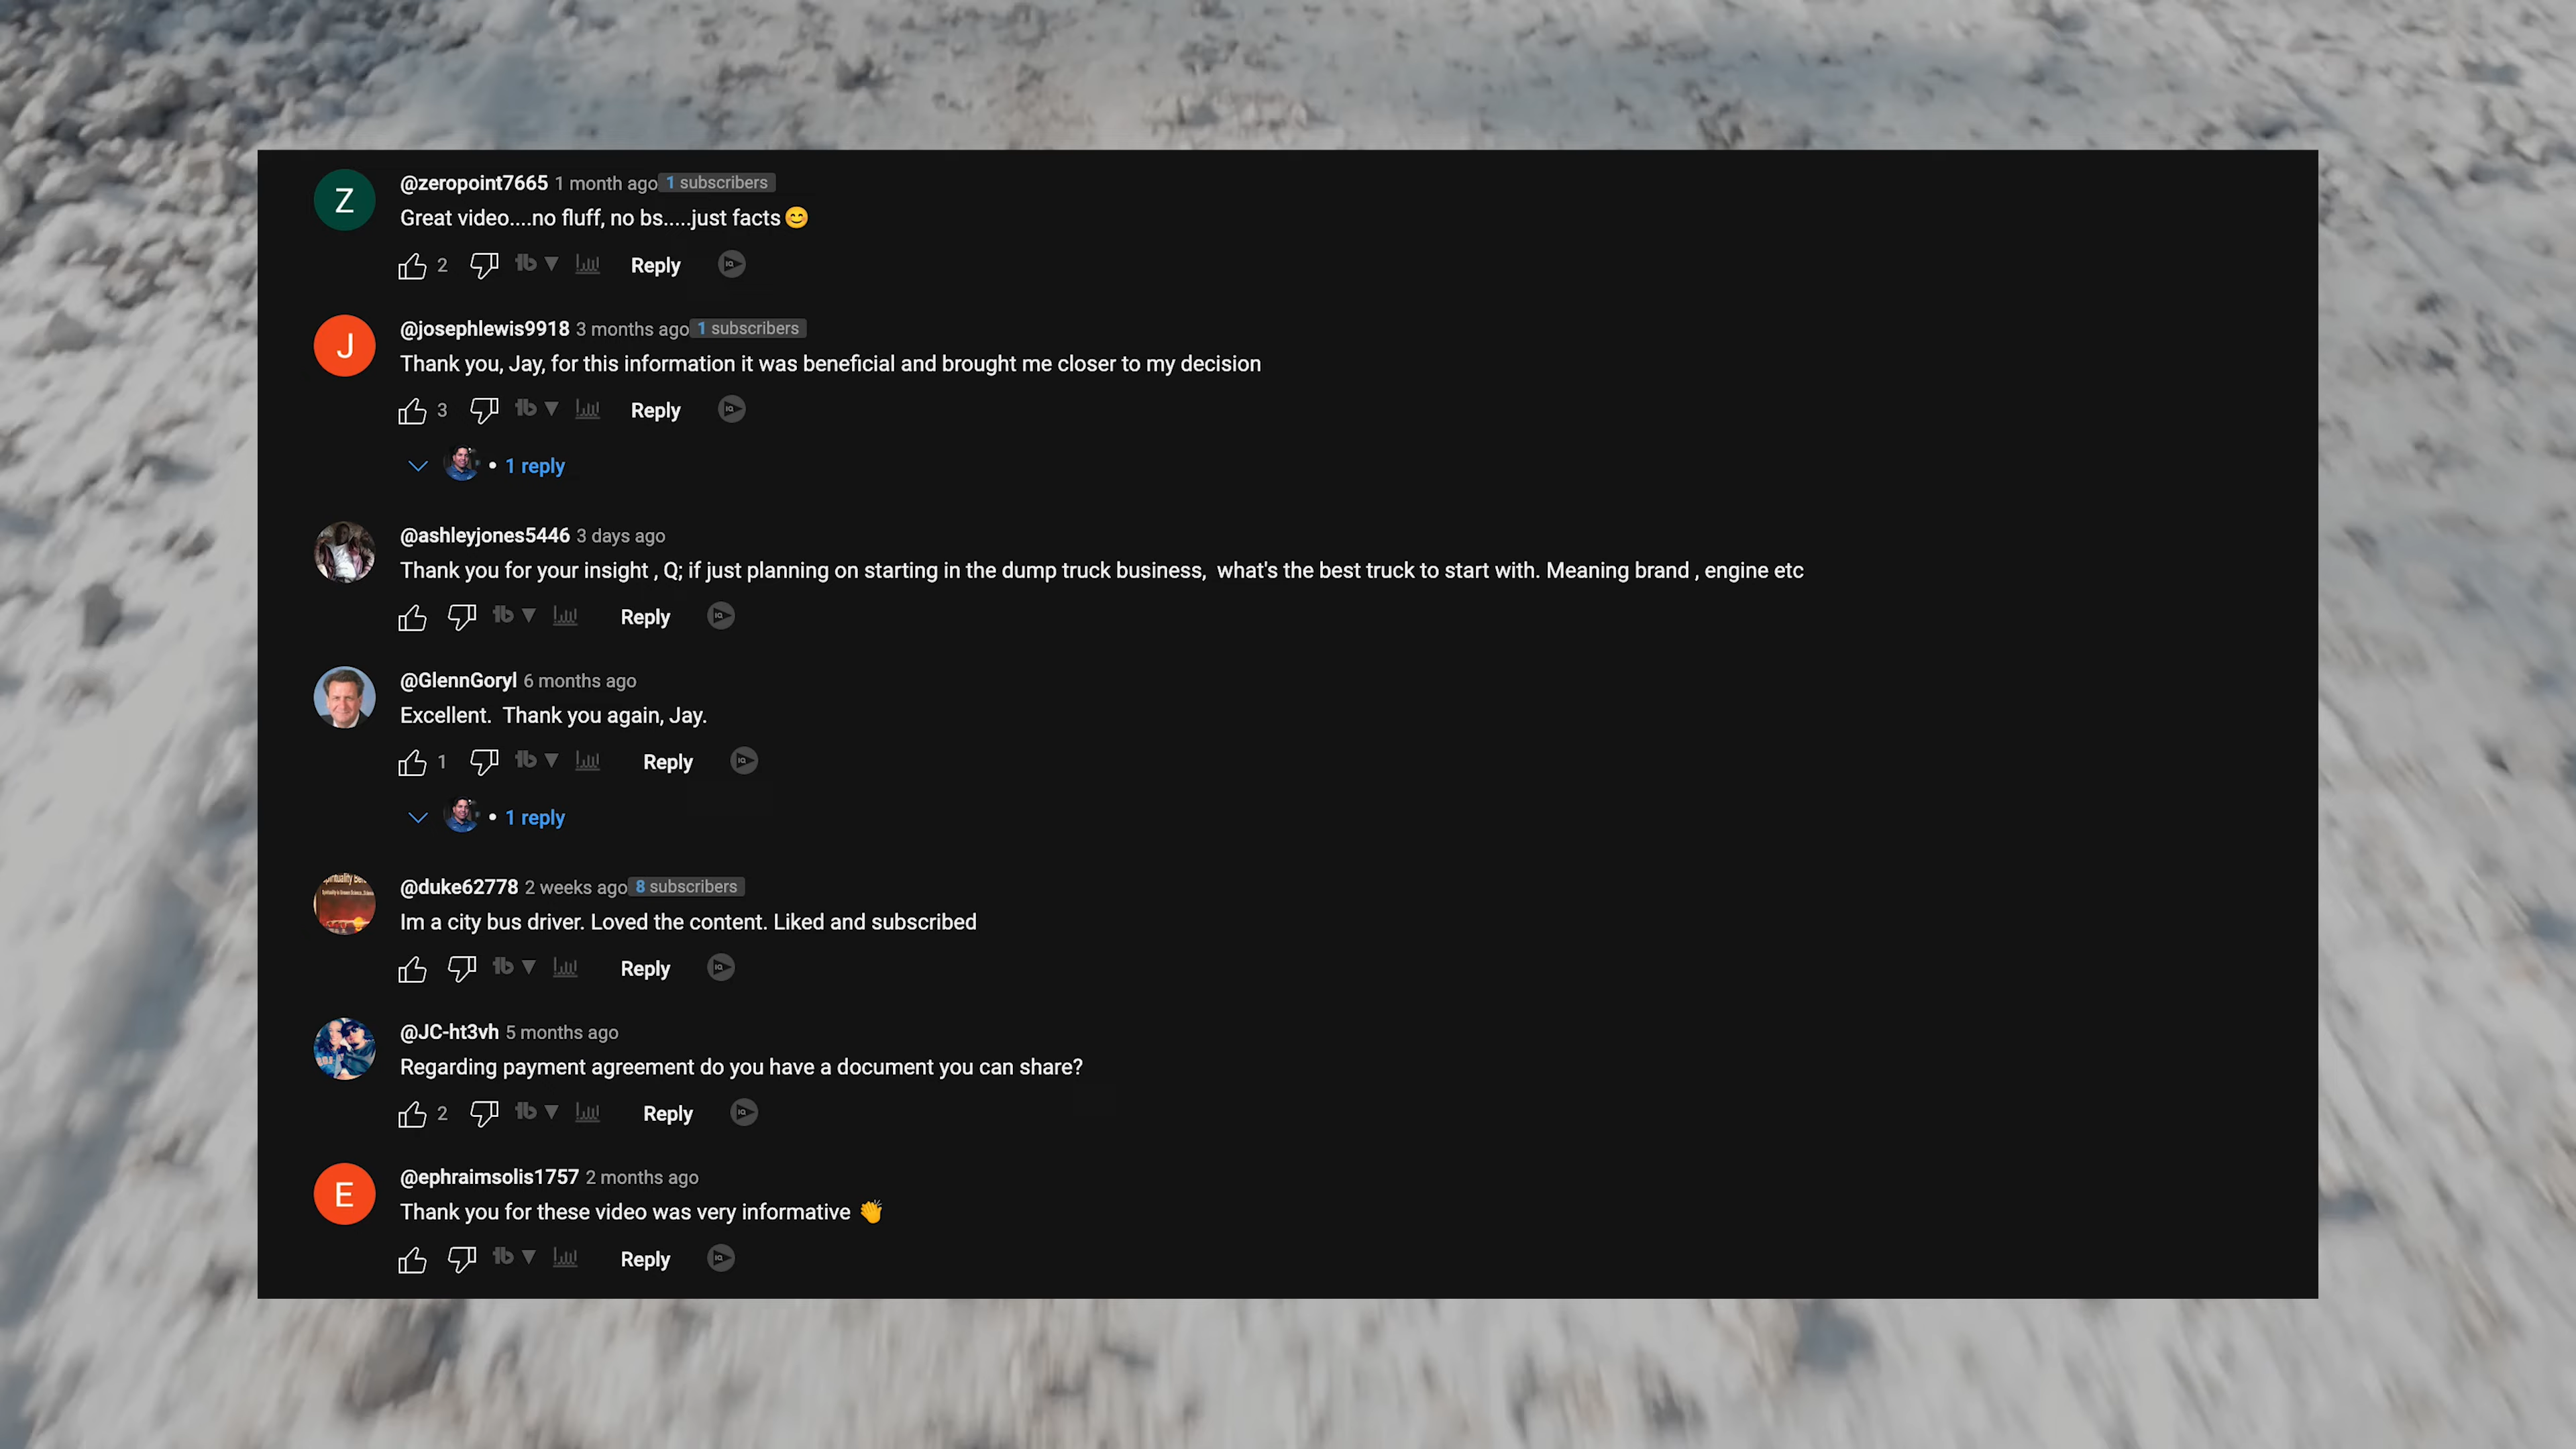 Z
@zeropoint7665 1 month ago 1 subscribers
Great video....no fluff, no bs.....just facts😊
2 Reply
J
@josephlewis9918 3 months ago 1 subscribers
Thank you, Jay, for this information it was beneficial and brought me closer to my decision
3 Reply
• 1 reply
@ashleyjones5446 3 days ago
Thank you for your insight , Q; if just planning on starting in the dump truck business,  what's the best truck to start with. Meaning brand , engine etc
Reply
@GlennGoryl 6 months ago
Excellent.  Thank you again, Jay.
1 Reply
• 1 reply
@duke62778 2 weeks ago 8 subscribers
Im a city bus driver. Loved the content. Liked and subscribed
Reply
@JC-ht3vh 5 months ago
Regarding payment agreement do you have a document you can share?
2 Reply
E
@ephraimsolis1757 2 months ago
Thank you for these video was very informative 👏
Reply